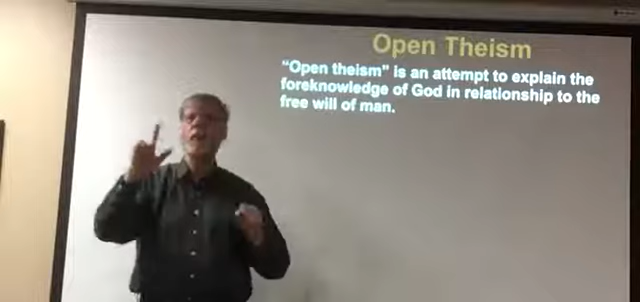 Open Theism
“Open theism” is an attempt to explain the
foreknowledge of God in relationship to the
free will of man.